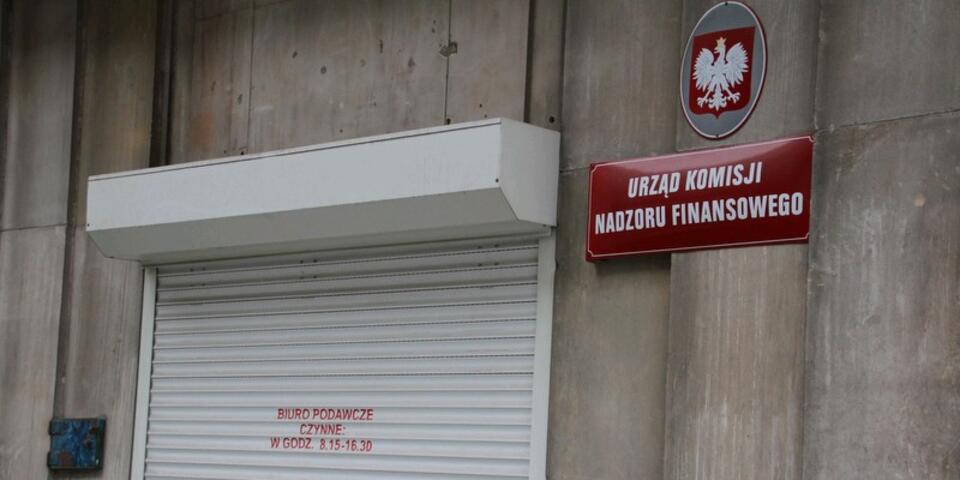 URZĄD KOMISJI
NADZORU FINANSOWEGO
BIURO PODAWCZE
CZYNNE:
W GODZ. 8.15-16.30